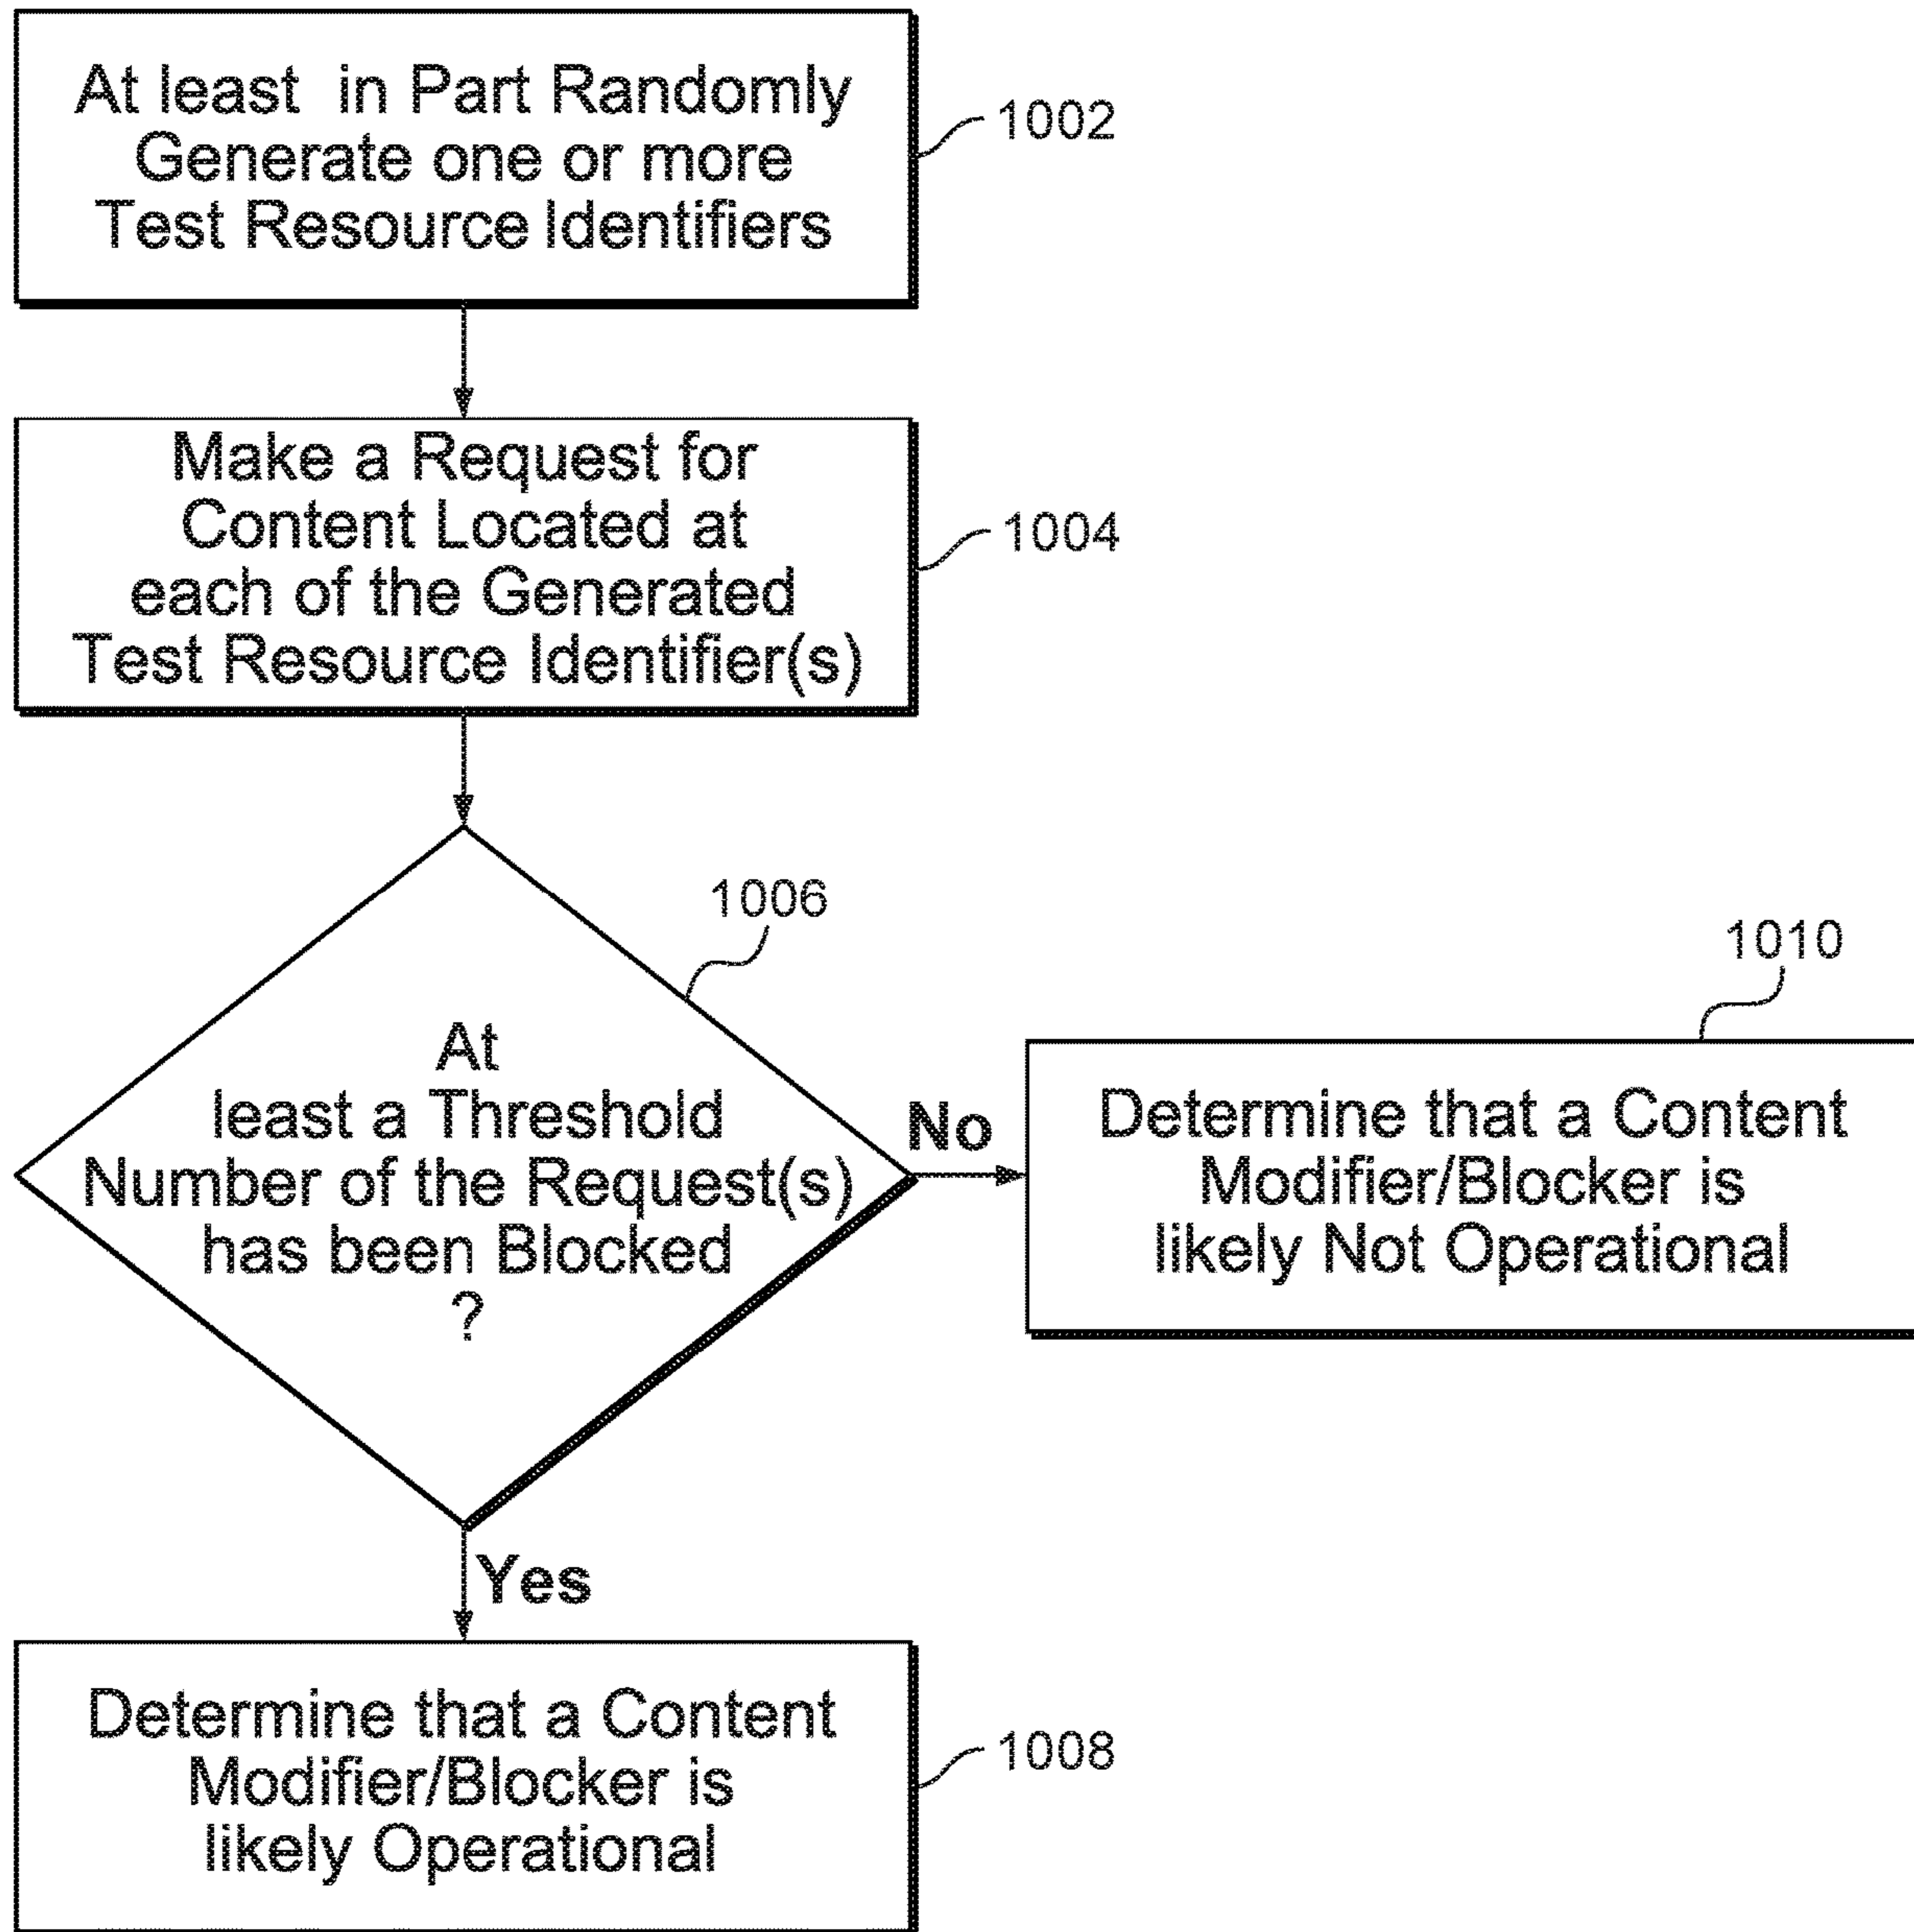 At least in Part Randomly
Generate one or more
Test Resource Identifiers
1002
Make a Request for
Content Located at
each of the Generated
Test Resource Identifier(s)
1004
1006
At
least a Threshold
Number of the Request(s)
has been Blocked
?
No
1010
Determine that a Content
Modifier/Blocker is
likely Not Operational
Yes
Determine that a Content
Modifier/Blocker is
likely Operational
1008